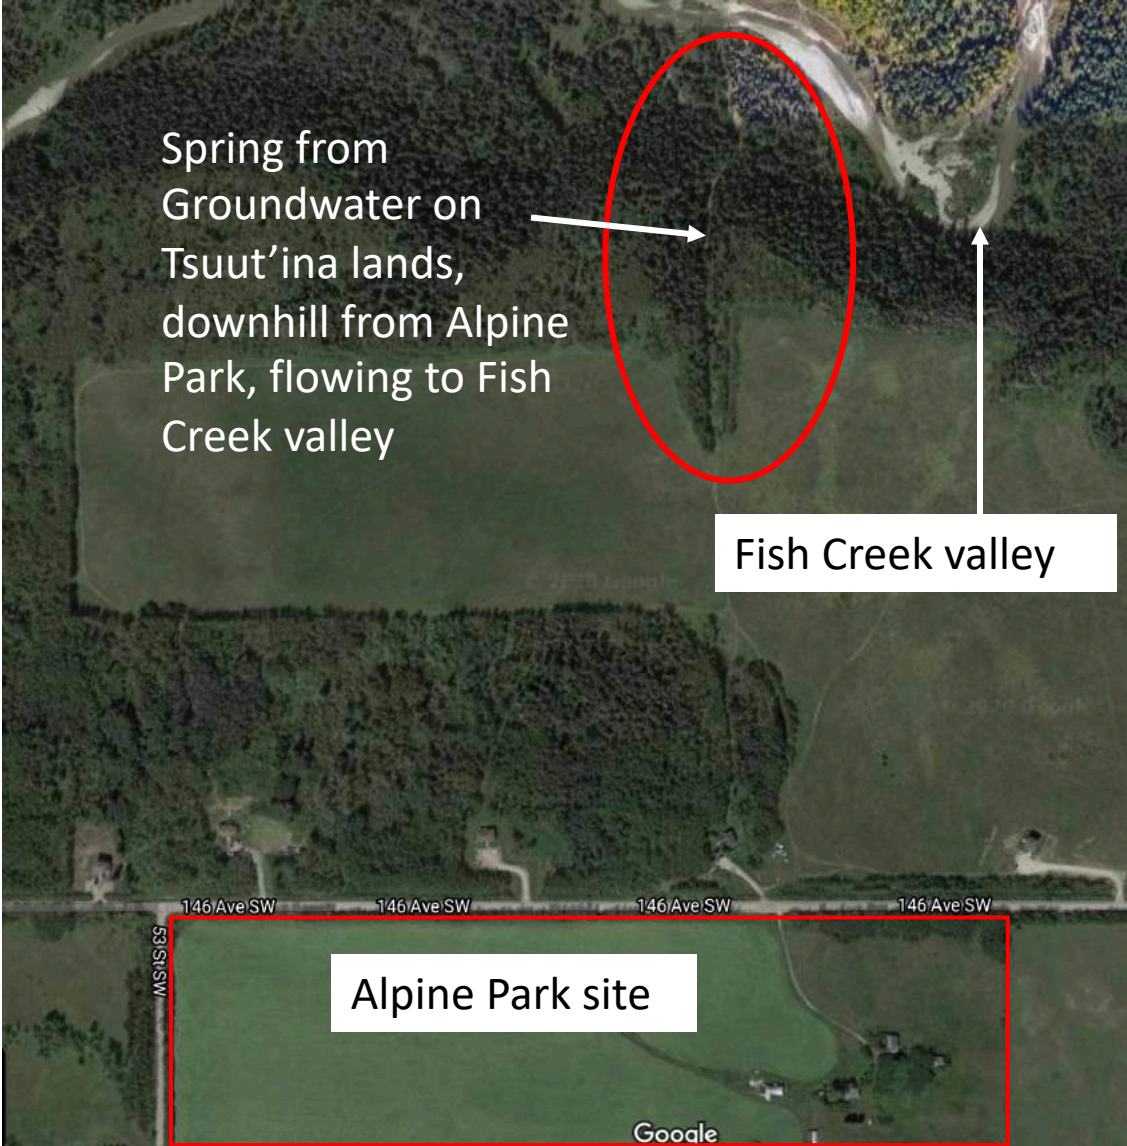 Spring from
Groundwater on
Tsuut’ina lands,
downhill from Alpine
Park, flowing to Fish
Creek valley
Fish Creek valley
146 Ave SW
146 Ave SW
146 Ave SW
146 Ave SW
53 St SW
Alpine Park site
Google